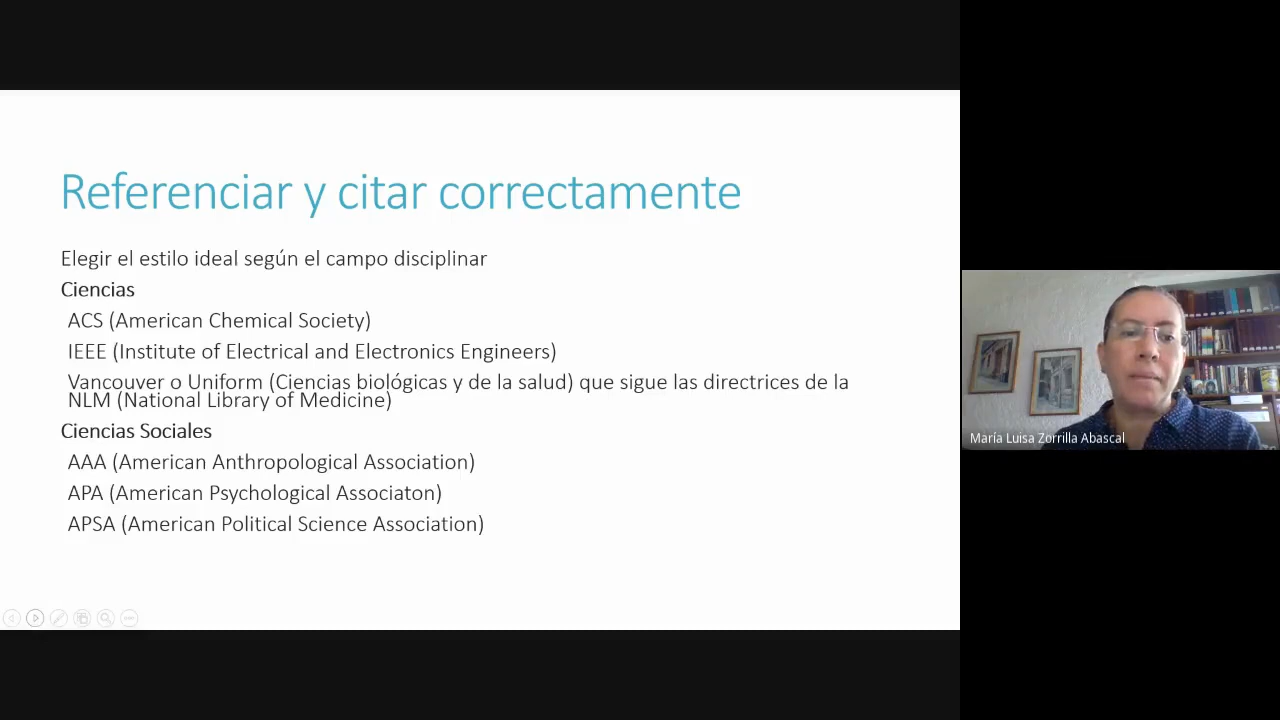 Referenciar y citar correctamente
Elegir el estilo ideal según el campo disciplinar
Ciencias
ACS (American Chemical Society)
IEEE (Institute of Electrical and Electronics Engineers)
Vancouver o Uniform (Ciencias biológicas y de la salud) que sigue las directrices de la
NLM (National Library of Medicine)
Ciencias Sociales
AAA (American Anthropological Association)
APA (American Psychological Associaton)
APSA (American Political Science Association)
María Luisa Zorrilla Abascal